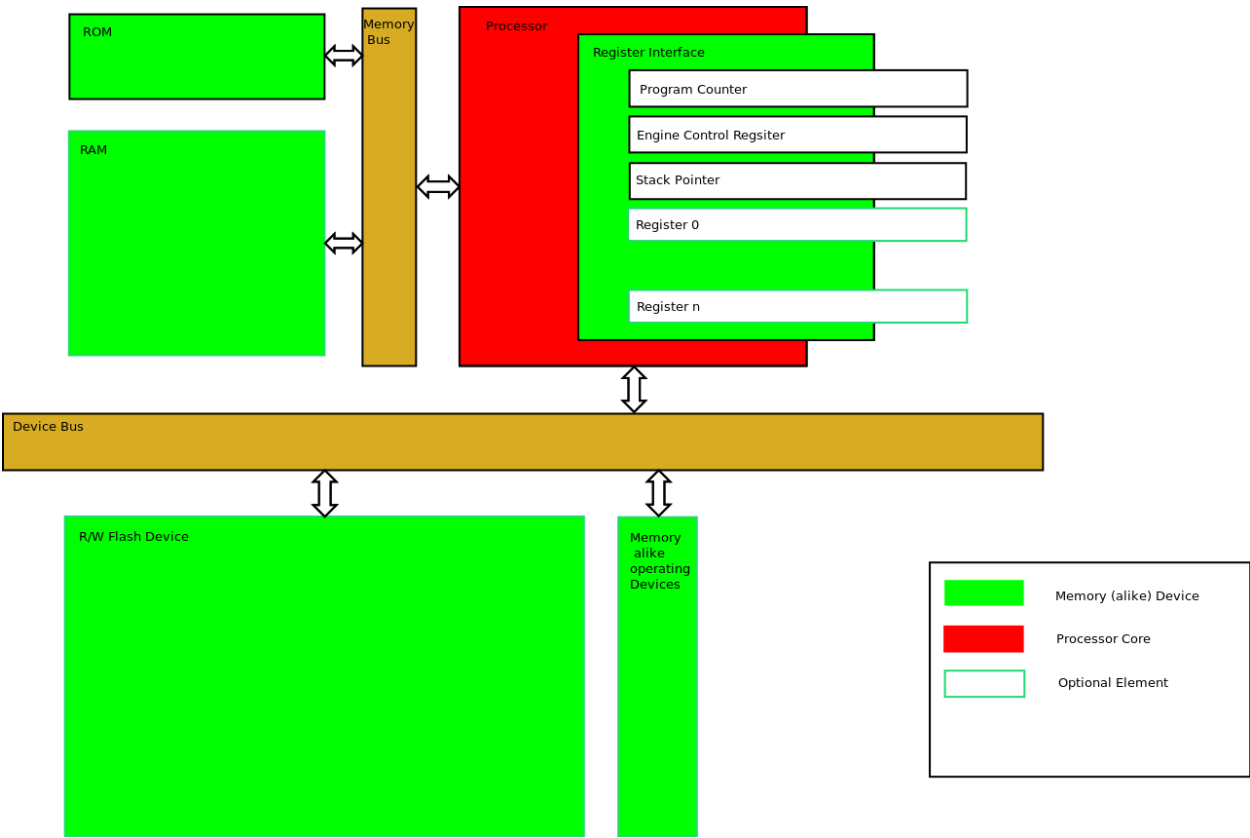 ROM
RAM
Memory
Bus
Processor
Register Interface
Program Counter
Engine Control Regsiter
Stack Pointer
Register 0
Register n
Device Bus
R/W Flash Device
Memory
alike
operating
Devices
Memory (alike) Device
Processor Core
Optional Element